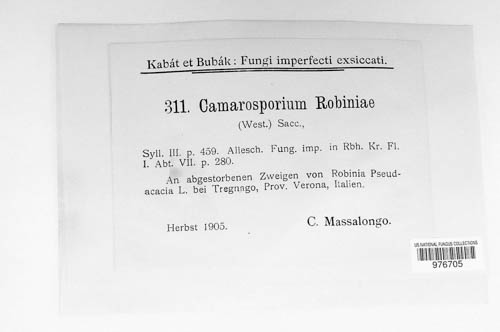 Kabát et Bubák: Fungi imperfecti exsiccati.
311. Camarosporium Robiniae
(West.) Sacc.,
Syll. III. p. 459. Allesch. Fung. imp. in Rbh. Kr. Fl.
I. Abt. VII. p. 280.
An abgestorbenen Zweigen von Robinia Pseud-
acacia L. bei Tregnago, Prov. Verona, Italien.
Herbst 1905.
C. Massalongo.
US NATIONAL FUNGUS COLLECTIONS
976705